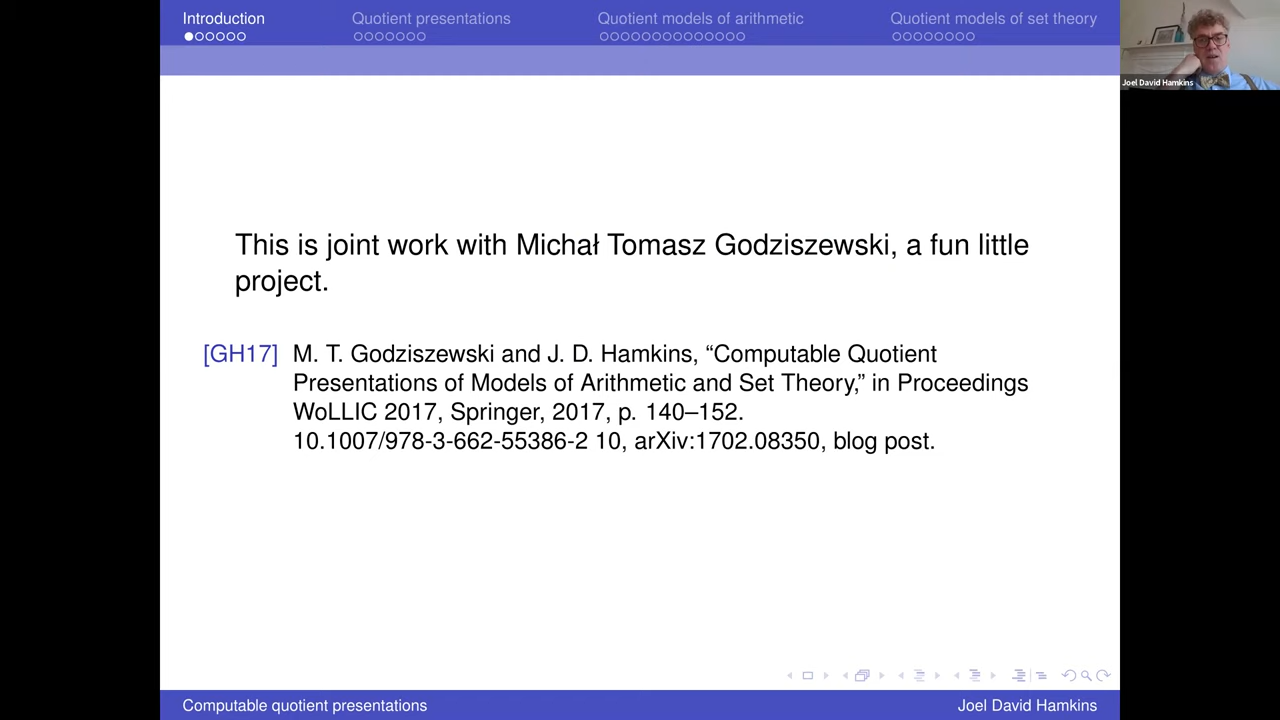 Introduction
Quotient presentations
Quotient models of arithmetic
Quotient models of set theory
Joel David Hamkins
This is joint work with Michał Tomasz Godziszewski, a fun little
project.
[GH17] M. T. Godziszewski and J. D. Hamkins, “Computable Quotient
Presentations of Models of Arithmetic and Set Theory,” in Proceedings
WoLLIC 2017, Springer, 2017, p. 140–152.
10.1007/978-3-662-55386-2 10, arXiv:1702.08350, blog post.
Computable quotient presentations
Joel David Hamkins